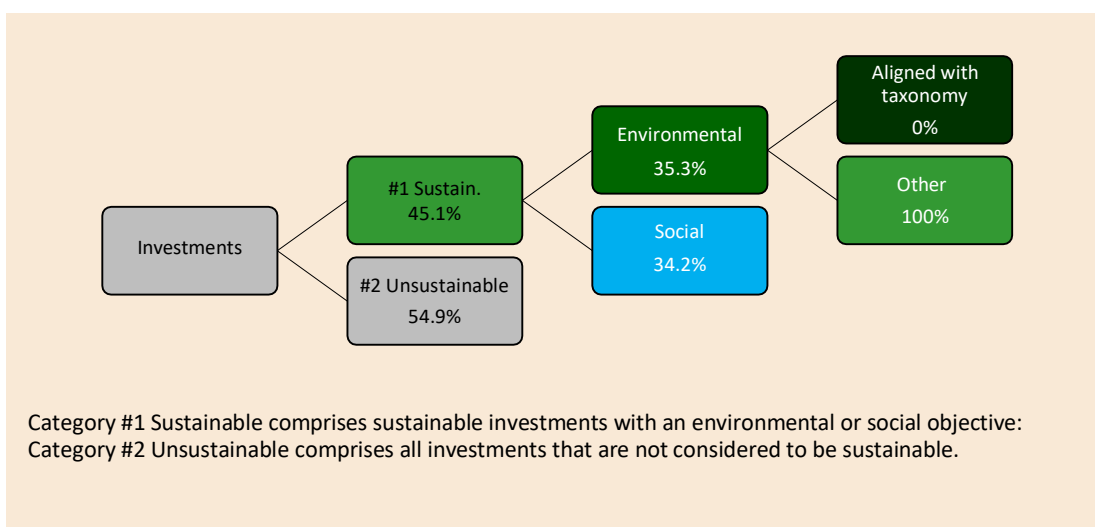 Investments
#1 Sustain.
45.1%
#2 Unsustainable
54.9%
Environmental
35.3%
Social
34.2%
Aligned with
taxonomy
0%
Other
100%
Category #1 Sustainable comprises sustainable investments with an environmental or social objective:
Category #2 Unsustainable comprises all investments that are not considered to be sustainable.